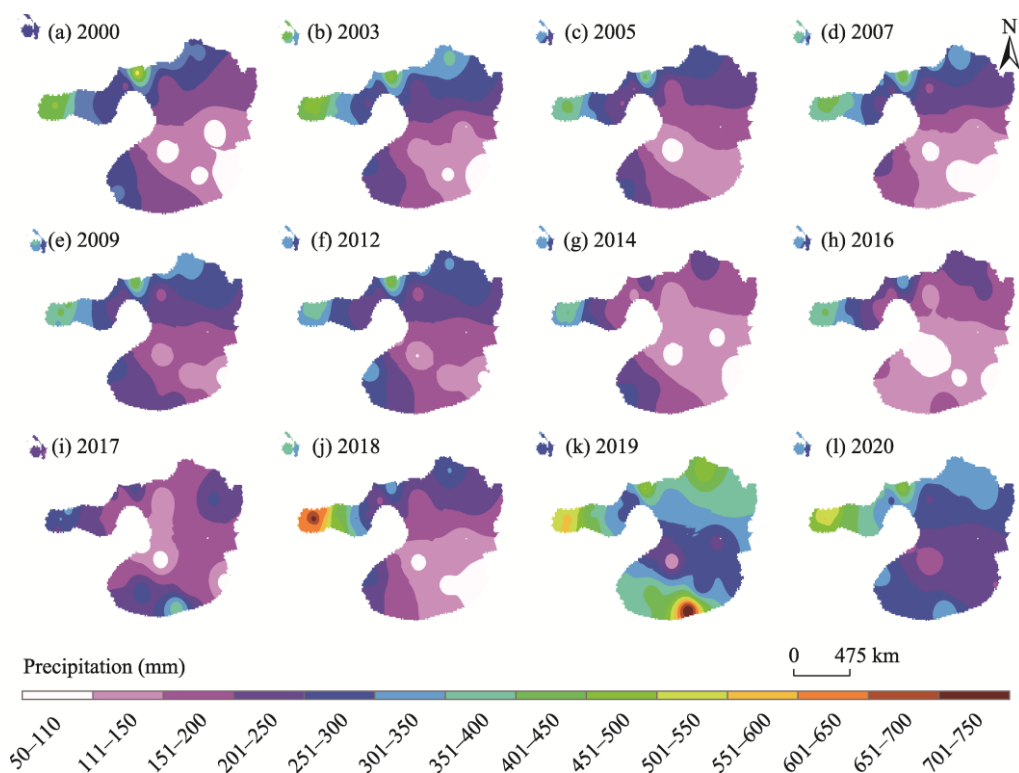 (a) 2000
(b) 2003
(c) 2005
(d) 2007
N
(e) 2009
(f) 2012
(g) 2014
(h) 2016
(i) 2017
(j) 2018
(k) 2019
(l) 2020
Precipitation (mm)
0 475 km
50–110
111–150
151–200
201–250
251–300
301–350
351–400
401–450
451–500
501–550
551–600
601–650
651–700
701–750